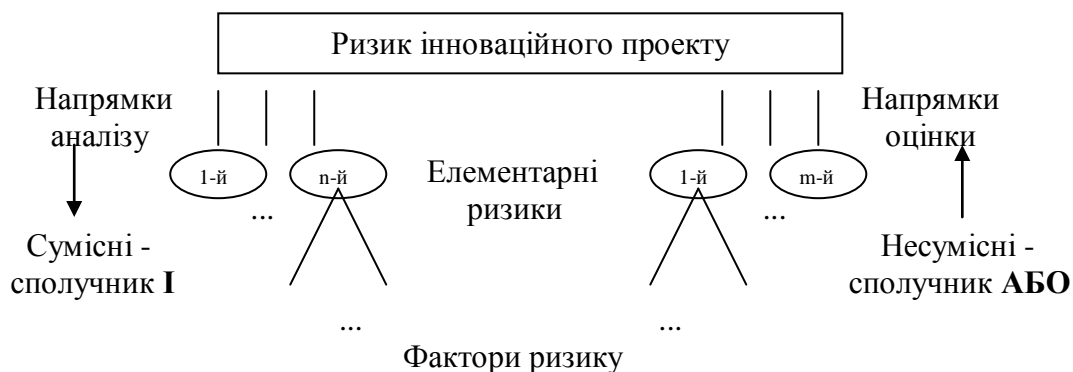 Ризик інноваційного проекту
Напрямки
аналізу
Напрямки
оцінки
1-й
n-й
Елементарні
ризики
1-й
m-й
...
...
Сумісні -
сполучник І
Несумісні -
сполучник АБО
...
...
Фактори ризику